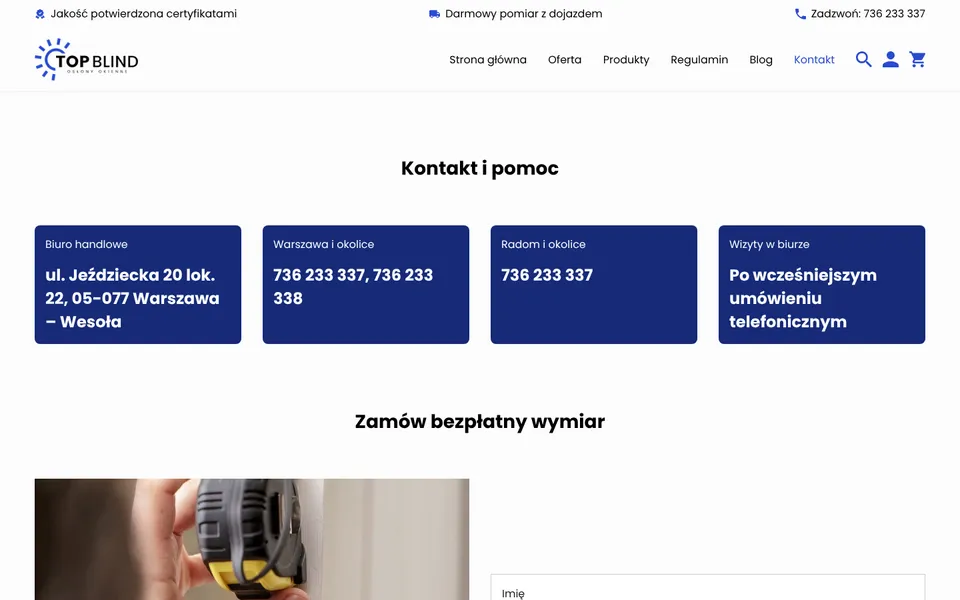 Jakość potwierdzona certyfikatami
Darmowy pomiar z dojazdem
Zadzwoń: 736 233 337
TOP BLIND
OSŁONY OKIENNE
Strona główna
Oferta
Produkty
Regulamin
Blog
Kontakt
Kontakt i pomoc
Biuro handlowe
ul. Jeździecka 20 lok.
22, 05-077 Warszawa
– Wesoła
Warszawa i okolice
736 233 337, 736 233
338
Radom i okolice
736 233 337
Wizyty w biurze
Po wcześniejszym
umówieniu
telefonicznym
Zamów bezpłatny wymiar
Imię